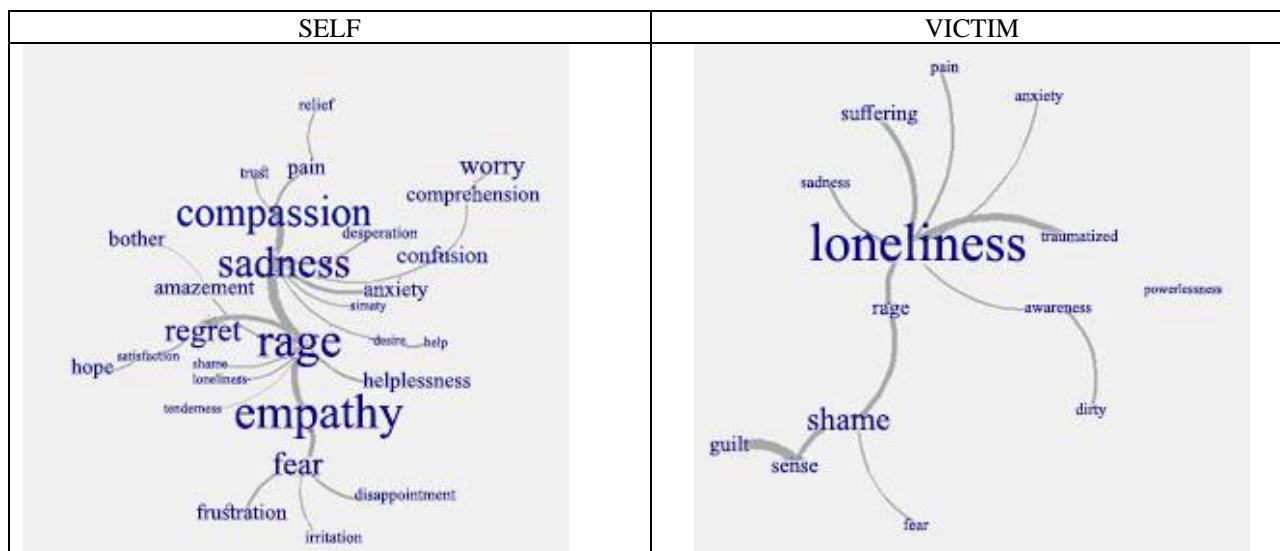 SELF
VICTIM
relief
trust
pain
worry
comprehension
compassion
desperation
bother
sadness
confusion
amazement
anxiety
regret
rage
desire
help
satisfaction
hope
shame
loneliness
helplessness
tenderness
empathy
fear
disappointment
frustration
irritation
pain
anxiety
suffering
sadness
loneliness
traumatized
powerlessness
rage
awareness
dirty
shame
guilt
sense
fear